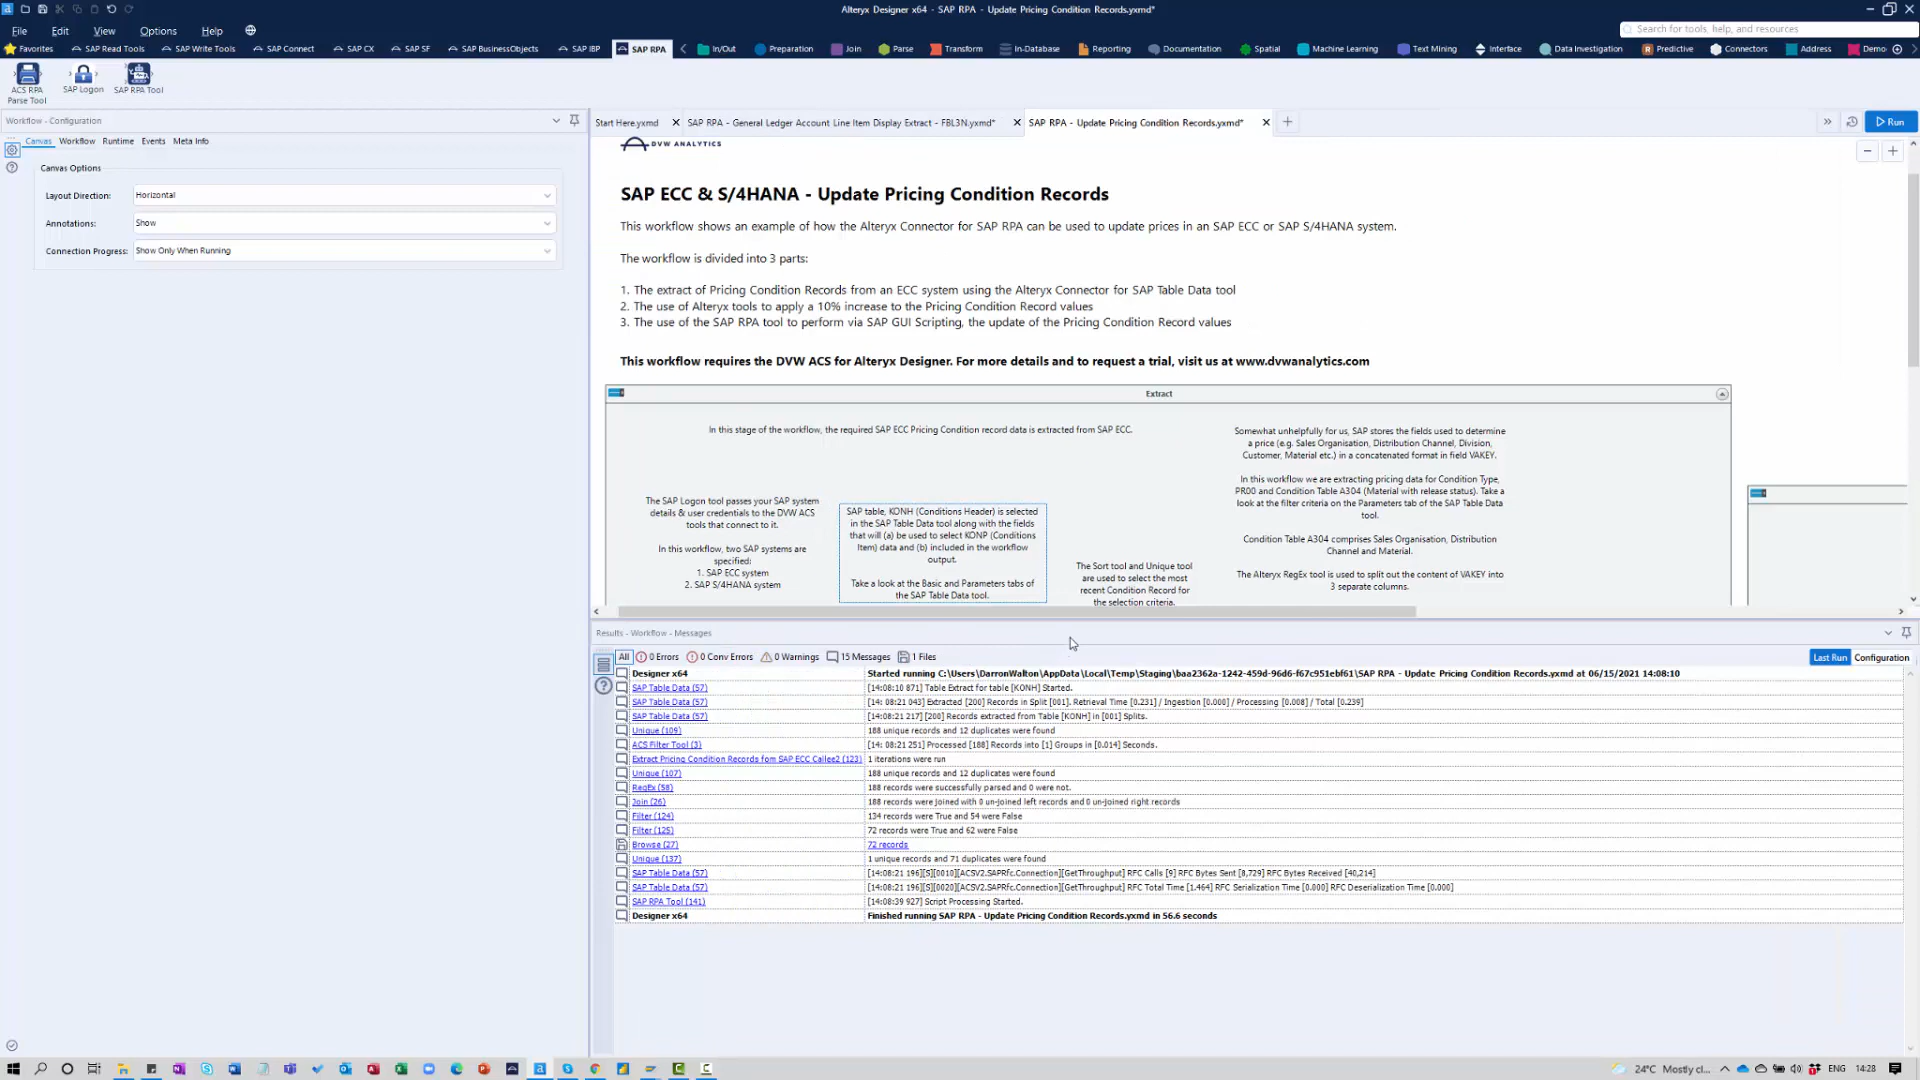 Alteryx Designer x64 - SAP RPA - Update Pricing Condition Records.yxmd*
File Edit View Options Help
Search for tools, help, and resources
Favorites SAP Read Tools SAP Write Tools SAP Connect SAP CX SAP SF SAP BusinessObjects SAP IBP SAP RPA In/Out Preparation Join Parse Transform In-Database Reporting Documentation Spatial Machine Learning Text Mining Interface Data Investigation Predictive Connectors Address Demo
ACS RPA
Parse Tool
SAP Logon
SAP RPA Tool
Workflow - Configuration
Canvas Workflow Runtime Events Meta Info
Canvas Options
Layout Direction: Horizontal
Annotations: Show
Connection Progress: Show Only When Running
Start Here.yxmd SAP RPA - General Ledger Account Line Item Display Extract - FBL3N.yxmd* SAP RPA - Update Pricing Condition Records.yxmd* Run
DVW ANALYTICS
SAP ECC & S/4HANA - Update Pricing Condition Records
This workflow shows an example of how the Alteryx Connector for SAP RPA can be used to update prices in an SAP ECC or SAP S/4HANA system.
The workflow is divided into 3 parts:
1. The extract of Pricing Condition Records from an ECC system using the Alteryx Connector for SAP Table Data tool
2. The use of Alteryx tools to apply a 10% increase to the Pricing Condition Record values
3. The use of the SAP RPA tool to perform via SAP GUI Scripting, the update of the Pricing Condition Record values
This workflow requires the DVW ACS for Alteryx Designer. For more details and to request a trial, visit us at www.dvwanalytics.com
Extract
In this stage of the workflow, the required SAP ECC Pricing Condition record data is extracted from SAP ECC.
The SAP Logon tool passes your SAP system
details & user credentials to the DVW ACS
tools that connect to it.
In this workflow, two SAP systems are
specified:
1. SAP ECC system
2. SAP S/4HANA system
SAP table, KONH (Conditions Header) is selected
in the SAP Table Data tool along with the fields
that will (a) be used to select KONP (Conditions
Item) data and (b) included in the workflow
output.
Take a look at the Basic and Parameters tabs of
the SAP Table Data tool.
The Sort tool and Unique tool
are used to select the most
recent Condition Record for
the selection criteria.
Somewhat unhelpfully for us, SAP stores the fields used to determine
a price (e.g. Sales Organisation, Distribution Channel, Division,
Customer, Material etc.) in a concatenated format in field VAKEY.
In this workflow we are extracting pricing data for Condition Type,
PR00 and Condition Table A304 (Material with release status). Take a
look at the filter criteria on the Parameters tab of the SAP Table Data
tool.
Condition Table A304 comprises Sales Organisation, Distribution
Channel and Material.
The Alteryx RegEx tool is used to split out the content of VAKEY into
3 separate columns.
Results - Workflow - Messages
All 0 Errors 0 Conv Errors 0 Warnings 15 Messages 1 Files Last Run Configuration
Designer x64 Started running C:\Users\DarronWalton\AppData\Local\Temp\Staging\baa2362a-1242-459d-96d6-f67c951ebf61\SAP RPA - Update Pricing Condition Records.yxmd at 06/15/2021 14:08:10
SAP Table Data (57) [14:08:10 871] Table Extract for table [KONH] Started.
SAP Table Data (57) [14: 08:21 043] Extracted [200] Records in Split [001]. Retrieval Time [0.231] / Ingestion [0.000] / Processing [0.008] / Total [0.239]
SAP Table Data (57) [14:08:21 217] [200] Records extracted from Table [KONH] in [001] Splits.
Unique (109) 188 unique records and 12 duplicates were found
ACS Filter Tool (3) [14: 08:21 251] Processed [188] Records into [1] Groups in [0.014] Seconds.
Extract Pricing Condition Records fom SAP ECC Callee2 (123) 1 iterations were run
Unique (107) 188 unique records and 12 duplicates were found
RegEx (58) 188 records were successfully parsed and 0 were not.
Join (26) 188 records were joined with 0 un-joined left records and 0 un-joined right records
Filter (124) 134 records were True and 54 were False
Filter (125) 72 records were True and 62 were False
Browse (27) 72 records
Unique (137) 1 unique records and 71 duplicates were found
SAP Table Data (57) [14:08:21 196][S][0010][ACSV2.SAPRfc.Connection][GetThroughput] RFC Calls [9] RFC Bytes Sent [8,729] RFC Bytes Received [40,214]
SAP Table Data (57) [14:08:21 196][S][0020][ACSV2.SAPRfc.Connection][GetThroughput] RFC Total Time [1.464] RFC Serialization Time [0.000] RFC Deserialization Time [0.000]
SAP RPA Tool (141) [14:08:39 927] Script Processing Started.
Designer x64 Finished running SAP RPA - Update Pricing Condition Records.yxmd in 56.6 seconds
24°C Mostly cl... ENG 14:28